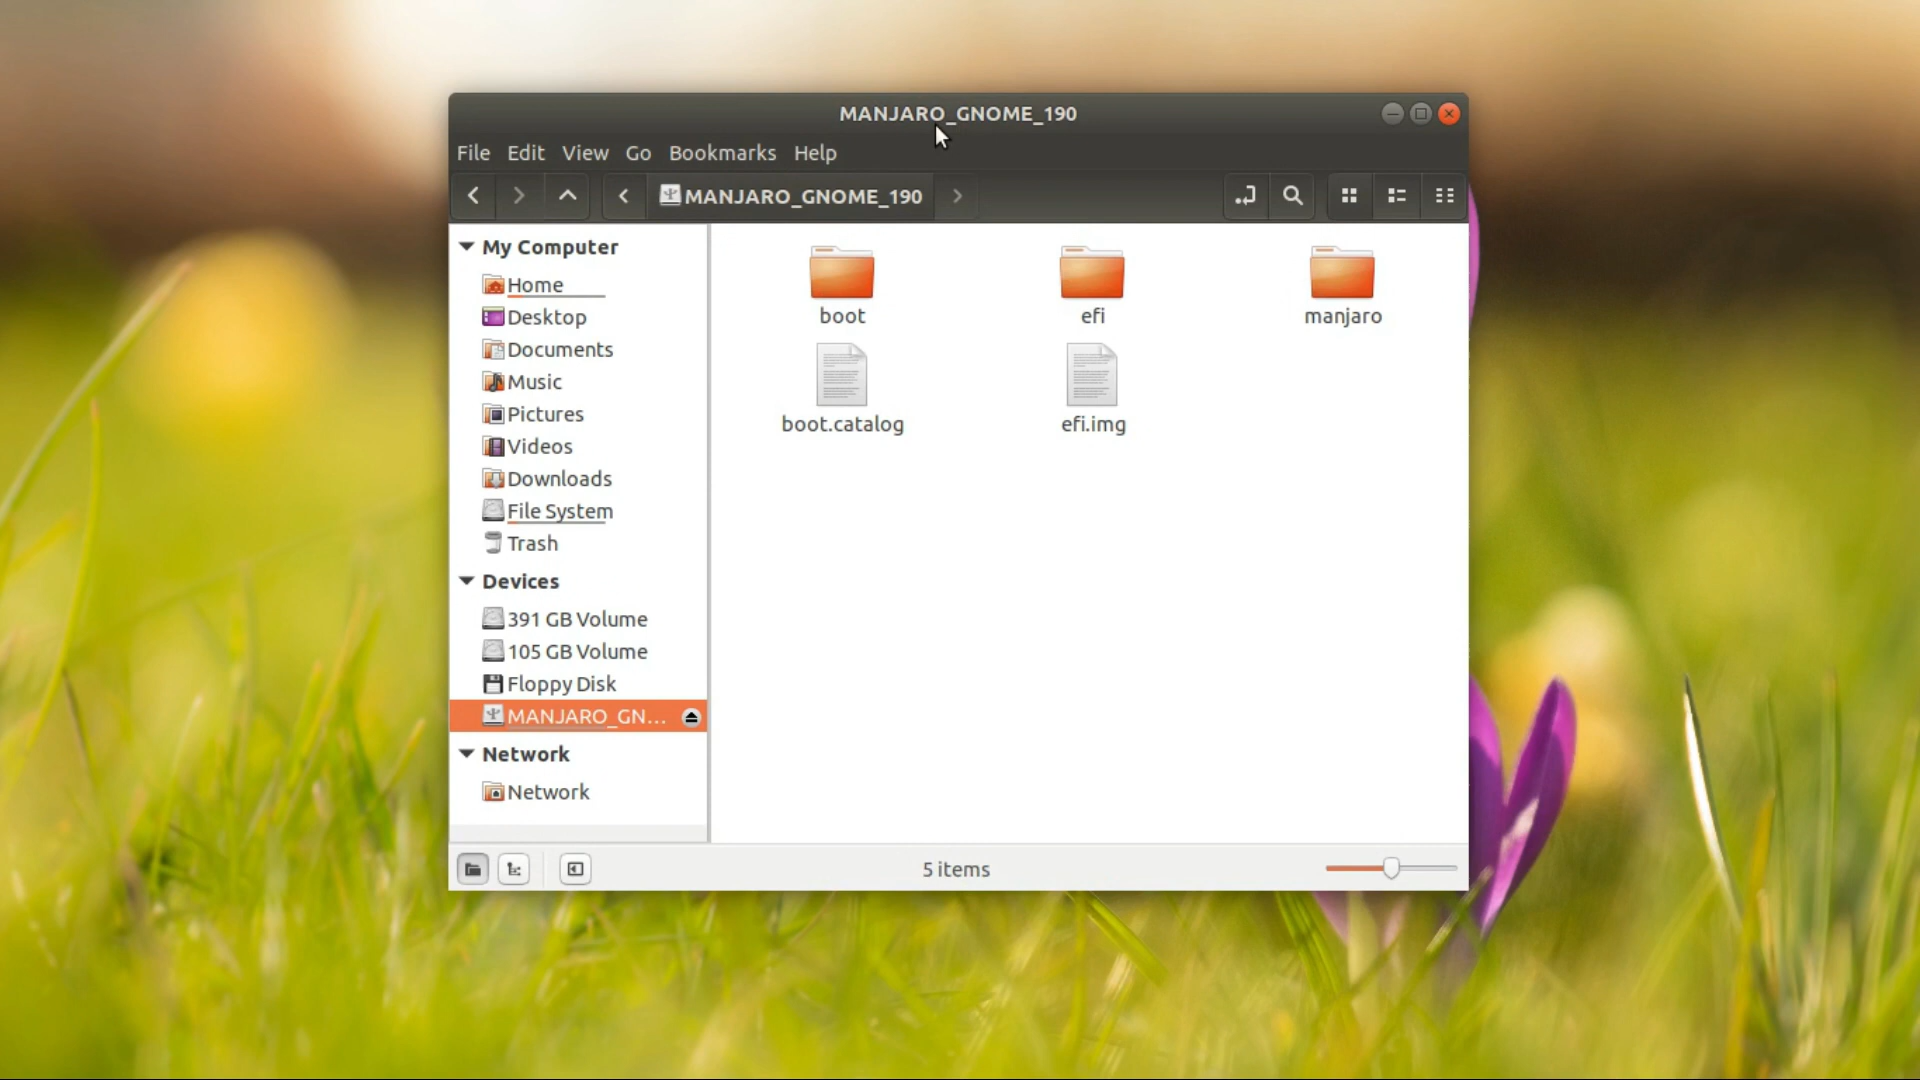 MANJARO_GNOME_190
File Edit View Go Bookmarks Help
MANJARO_GNOME_190
My Computer
Home
Desktop
Documents
Music
Pictures
Videos
Downloads
File System
Trash
Devices
391 GB Volume
105 GB Volume
Floppy Disk
MANJARO_GN...
Network
Network
boot efi manjaro
boot.catalog efi.img
5 items